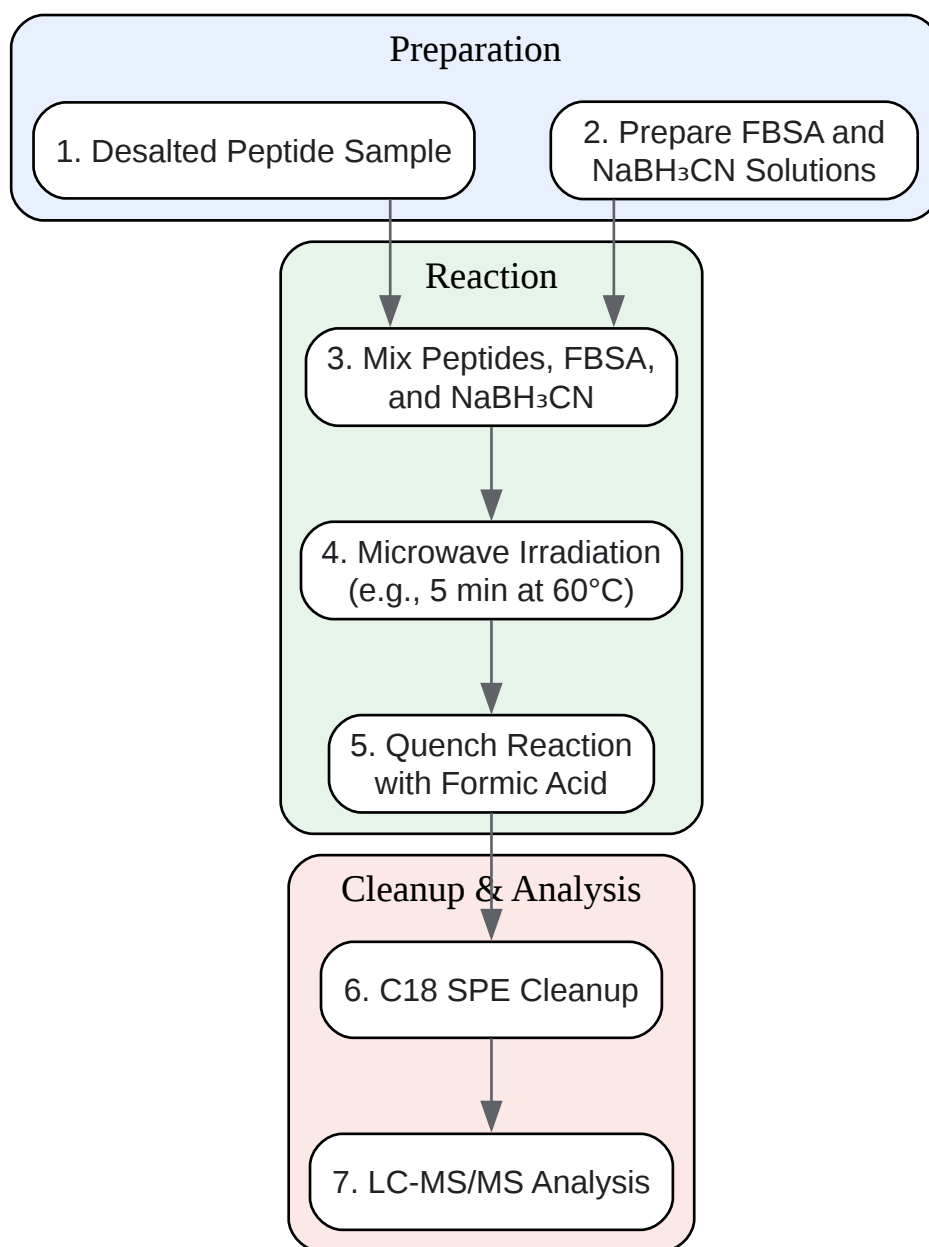 Preparation
1. Desalted Peptide Sample
2. Prepare FBSA and
NaBH₃CN Solutions
Reaction
3. Mix Peptides, FBSA,
and NaBH₃CN
4. Microwave Irradiation
(e.g., 5 min at 60°C)
5. Quench Reaction
with Formic Acid
Cleanup & Analysis
6. C18 SPE Cleanup
7. LC-MS/MS Analysis